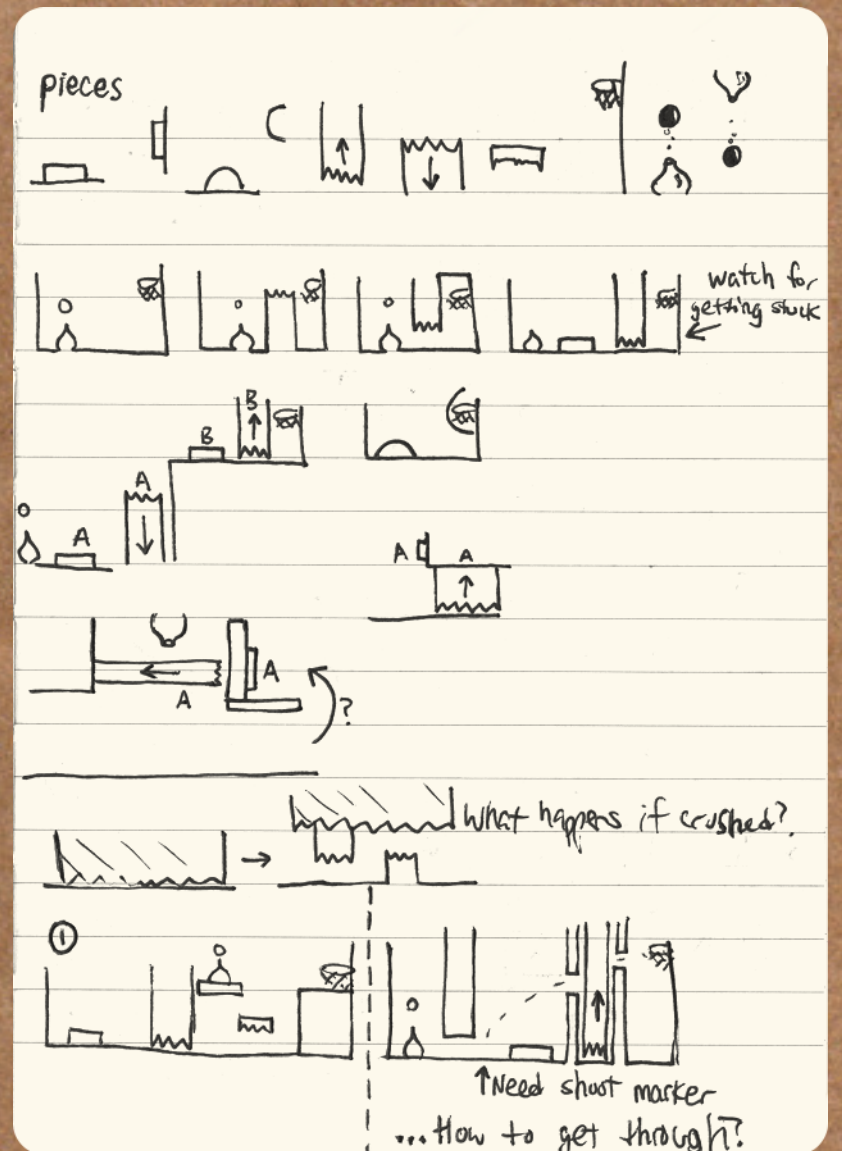 pieces
watch for
getting stuck
B
B
A
A
A
A
A
A
?
What happens if crushed?
①
↑Need shoot marker
...How to get through?